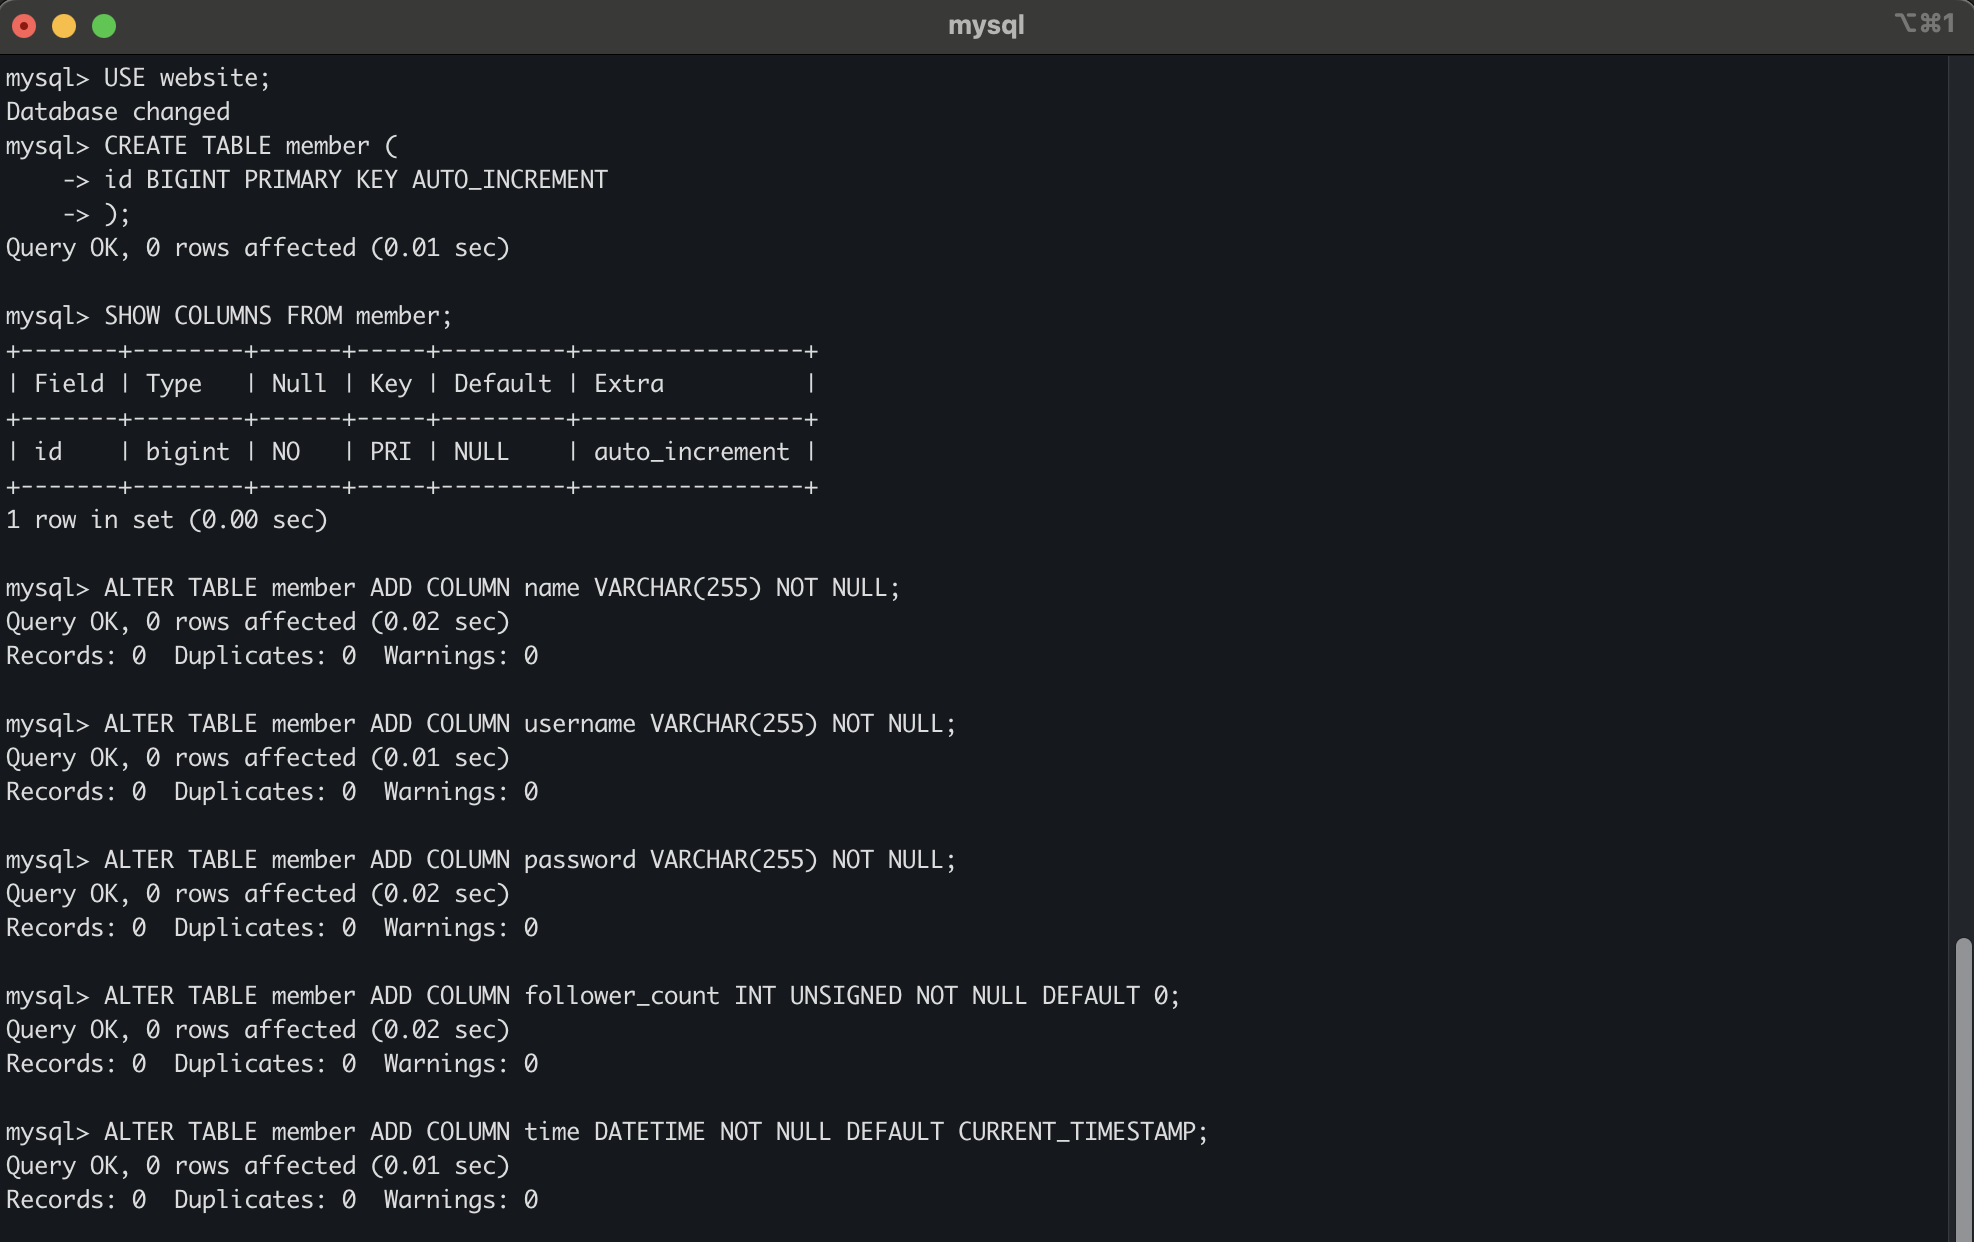 mysql
⌥⌘1
mysql> USE website;
Database changed
mysql> CREATE TABLE member (
    -> id BIGINT PRIMARY KEY AUTO_INCREMENT
    -> );
Query OK, 0 rows affected (0.01 sec)

mysql> SHOW COLUMNS FROM member;
+-------+--------+------+-----+---------+----------------+
| Field | Type   | Null | Key | Default | Extra          |
+-------+--------+------+-----+---------+----------------+
| id    | bigint | NO   | PRI | NULL    | auto_increment |
+-------+--------+------+-----+---------+----------------+
1 row in set (0.00 sec)

mysql> ALTER TABLE member ADD COLUMN name VARCHAR(255) NOT NULL;
Query OK, 0 rows affected (0.02 sec)
Records: 0  Duplicates: 0  Warnings: 0

mysql> ALTER TABLE member ADD COLUMN username VARCHAR(255) NOT NULL;
Query OK, 0 rows affected (0.01 sec)
Records: 0  Duplicates: 0  Warnings: 0

mysql> ALTER TABLE member ADD COLUMN password VARCHAR(255) NOT NULL;
Query OK, 0 rows affected (0.02 sec)
Records: 0  Duplicates: 0  Warnings: 0

mysql> ALTER TABLE member ADD COLUMN follower_count INT UNSIGNED NOT NULL DEFAULT 0;
Query OK, 0 rows affected (0.02 sec)
Records: 0  Duplicates: 0  Warnings: 0

mysql> ALTER TABLE member ADD COLUMN time DATETIME NOT NULL DEFAULT CURRENT_TIMESTAMP;
Query OK, 0 rows affected (0.01 sec)
Records: 0  Duplicates: 0  Warnings: 0